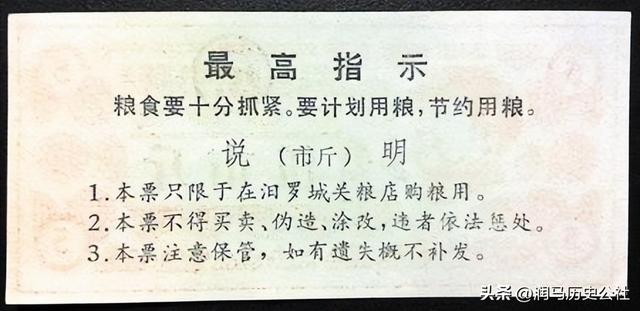 最高指示
粮食要十分抓紧。要计划用粮,节约用粮。
说(市斤)明
1.本票只限于在汨罗城关粮店购粮用。
2.本票不得买卖、伪造、涂改,违者依法惩处。
3.本票注意保管,如有遗失概不补发。
头条@润马历史公社